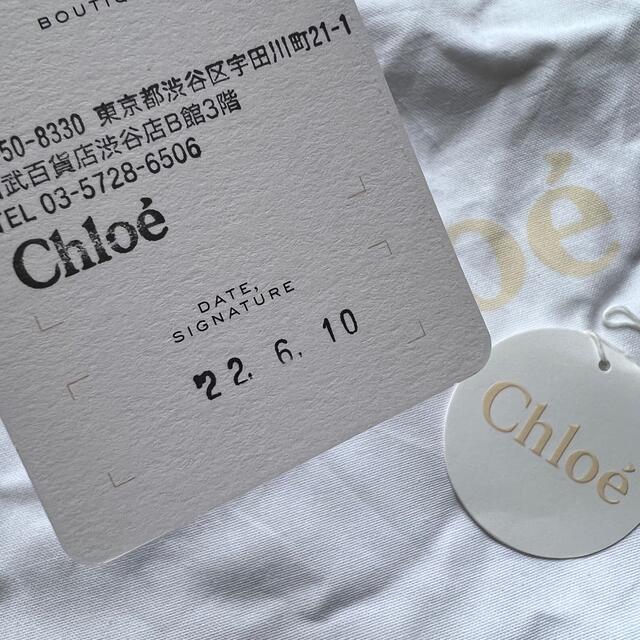 BOUTIQ
50-8330 東京都渋谷区宇田川町21-1
武百貨店渋谷店B館3階
TEL 03-5728-6506
Chloé
DATE,
SIGNATURE
22. 6. 10
oé
Chloé